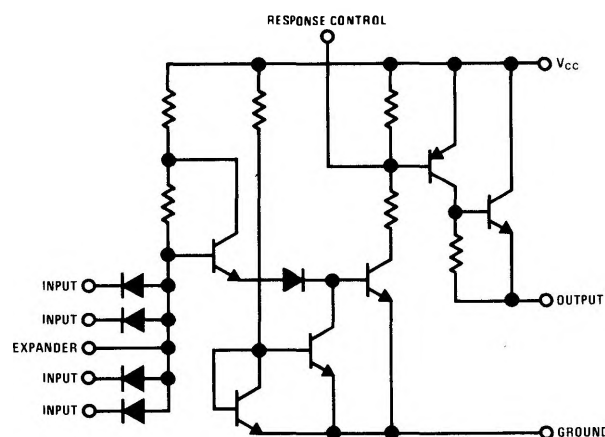 RESPONSE CONTROL
VCC
INPUT
INPUT
EXPANDER
INPUT
INPUT
OUTPUT
GROUND